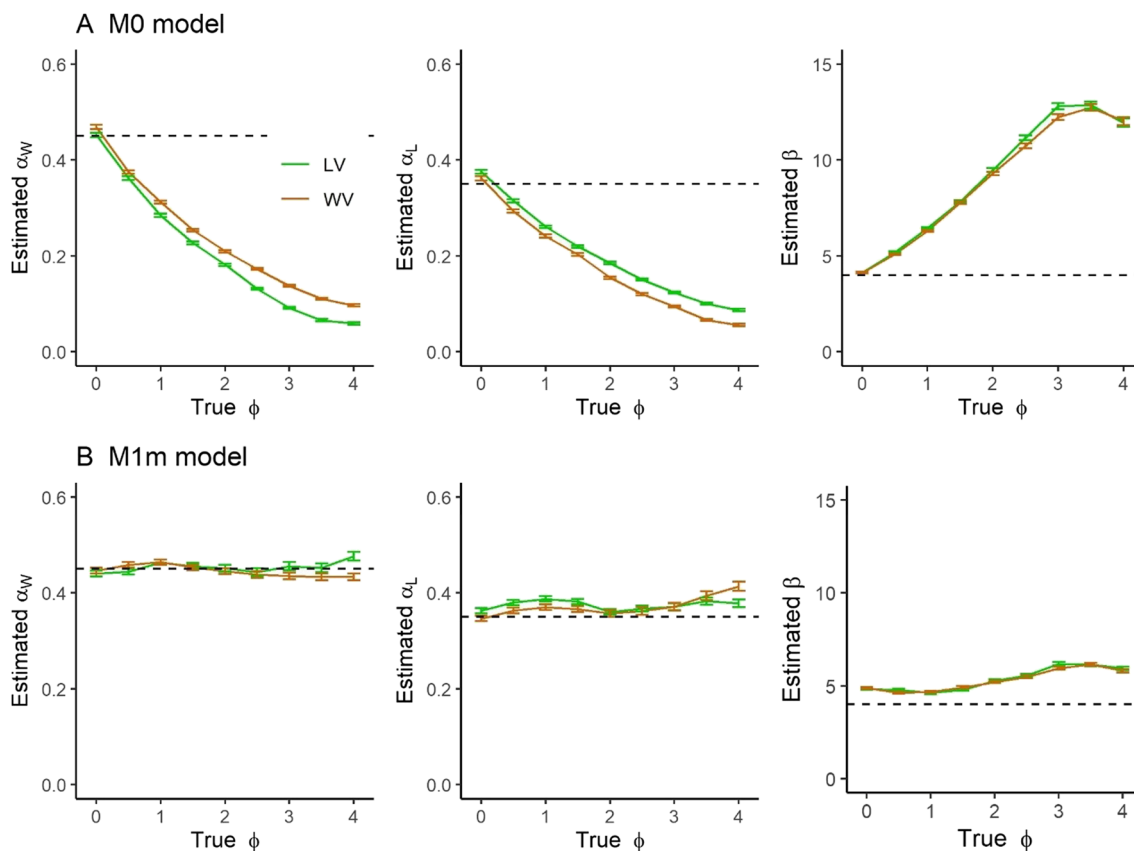 A M0 model
Estimated αW
0.6
0.4
0.2
0.0
0 1 2 3 4
True ϕ
LV
WV
Estimated αL
0.6
0.4
0.2
0.0
0 1 2 3 4
True ϕ
Estimated β
15
10
5
0
0 1 2 3 4
True ϕ
B M1m model
Estimated αW
0.6
0.4
0.2
0.0
0 1 2 3 4
True ϕ
Estimated αL
0.6
0.4
0.2
0.0
0 1 2 3 4
True ϕ
Estimated β
15
10
5
0
0 1 2 3 4
True ϕ